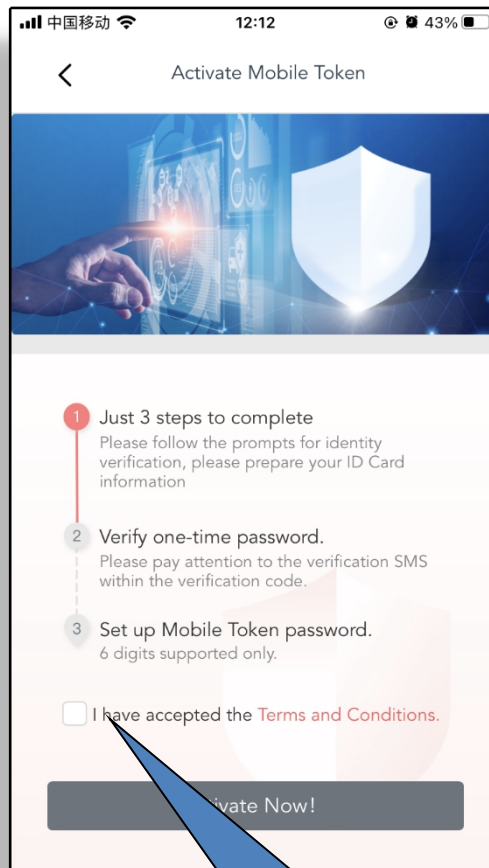 中国移动 12:12 43%
Activate Mobile Token
1 Just 3 steps to complete
Please follow the prompts for identity
verification, please prepare your ID Card
information
2 Verify one-time password.
Please pay attention to the verification SMS
within the verification code.
3 Set up Mobile Token password.
6 digits supported only.
I have accepted the Terms and Conditions.
Now!